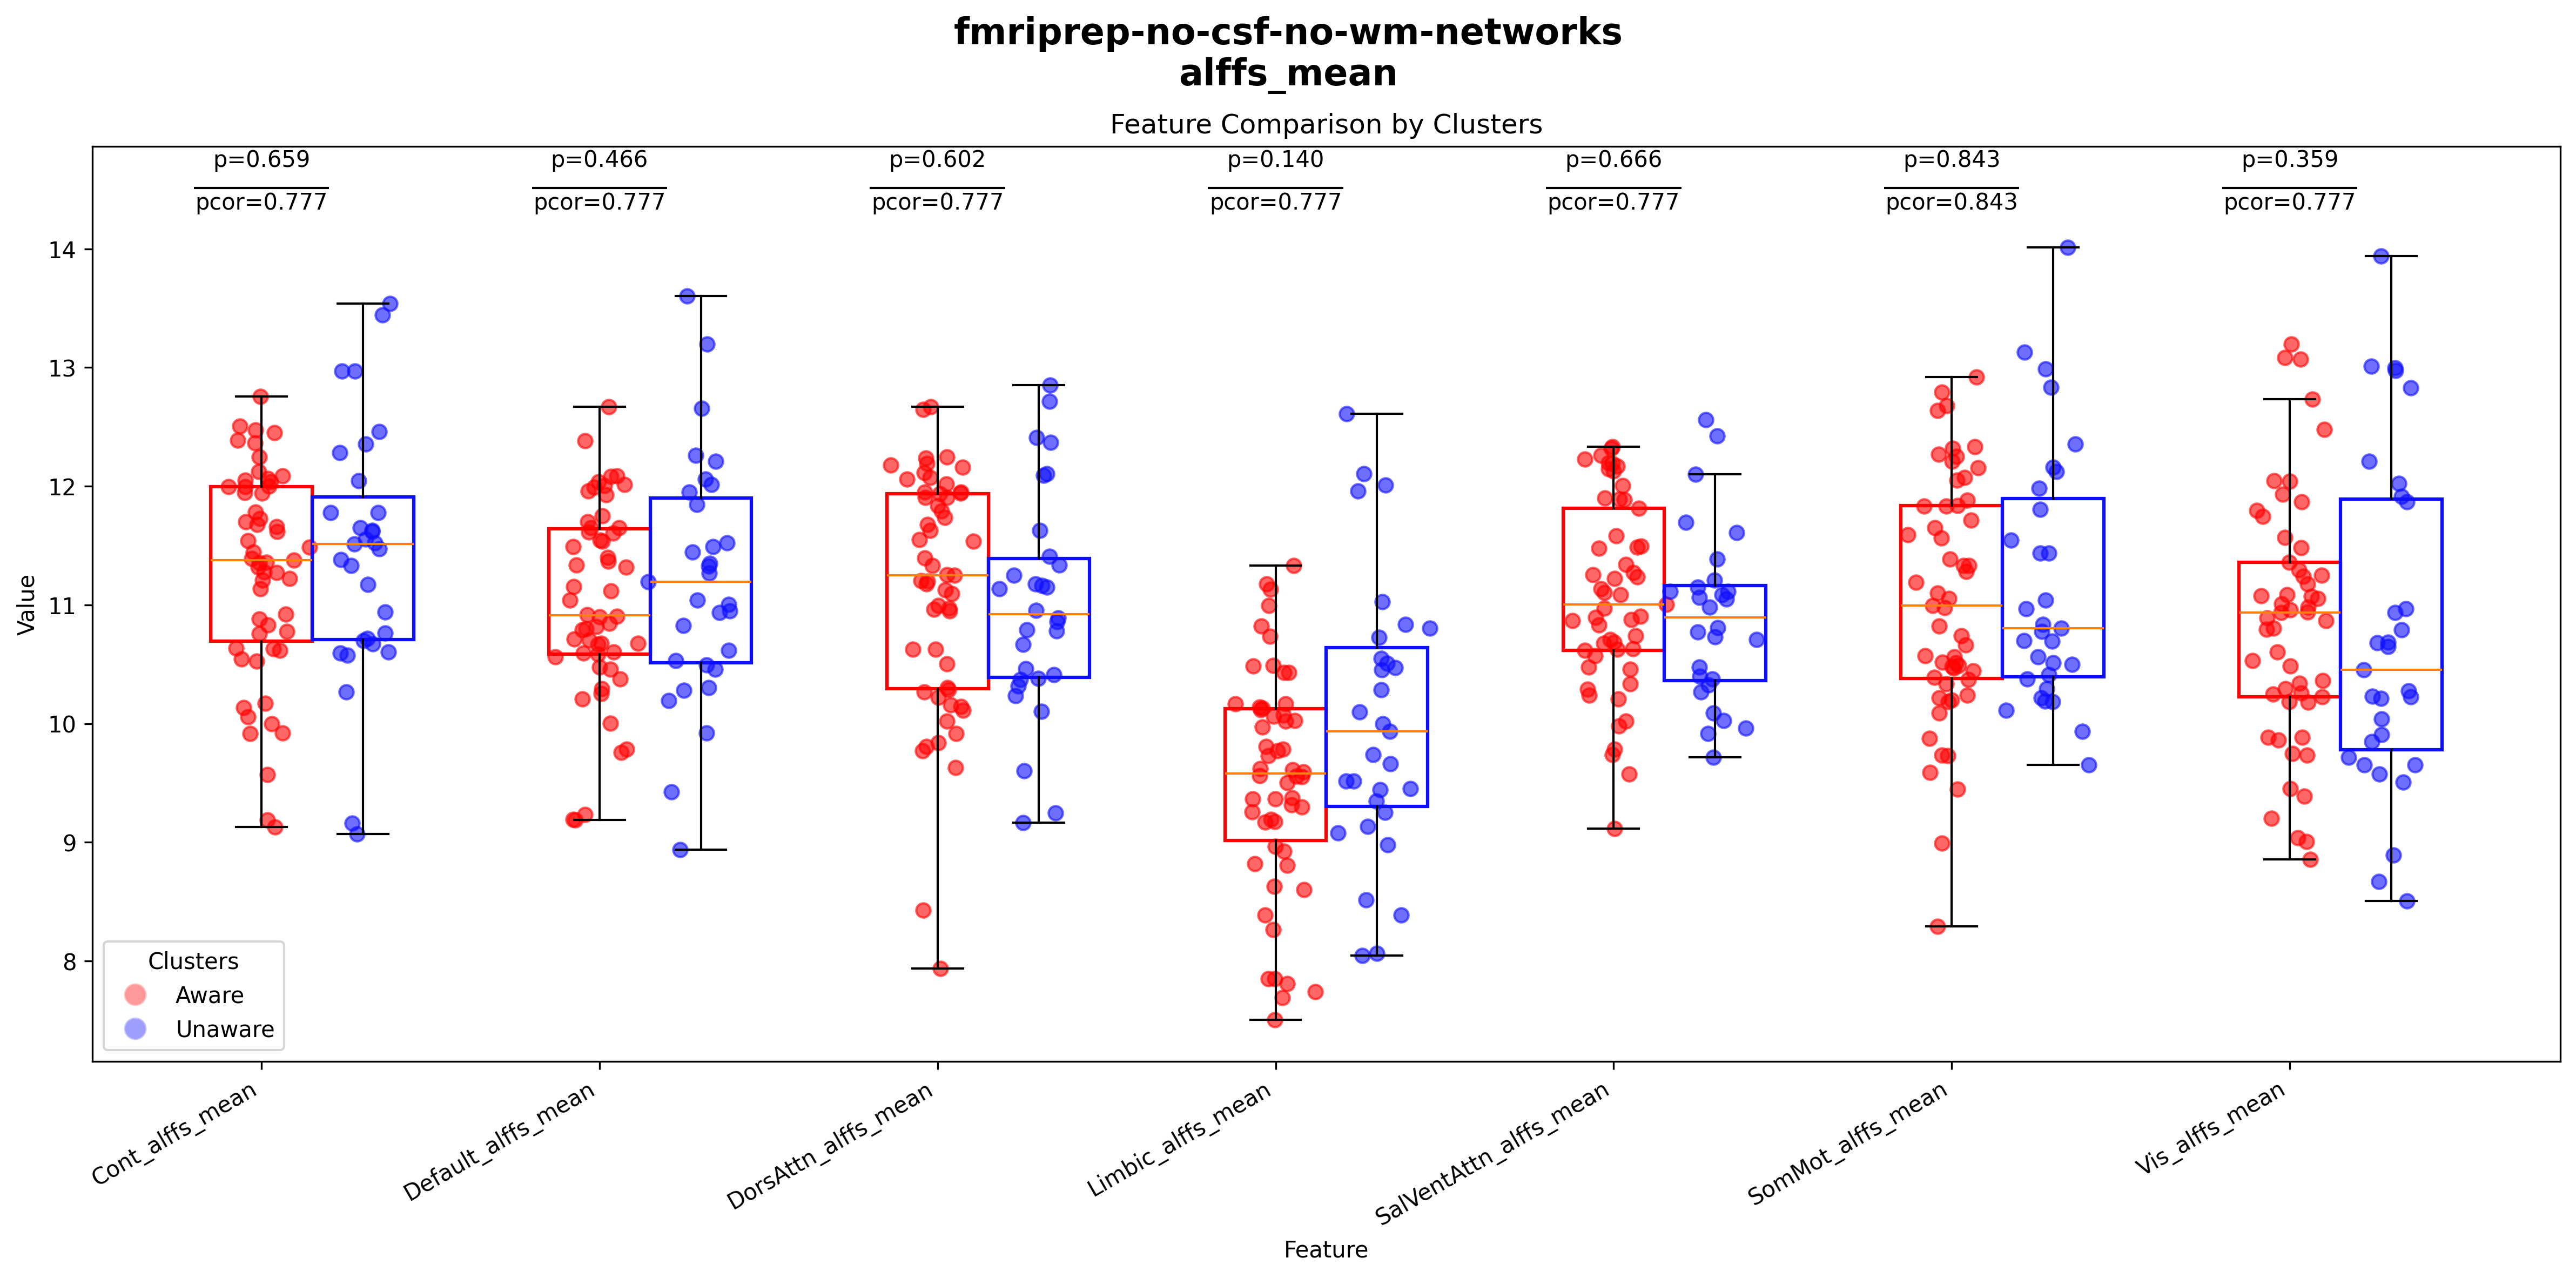 fmriprep-no-csf-no-wm-networks
alffs_mean
Feature Comparison by Clusters
p=0.659
pcor=0.777
p=0.466
pcor=0.777
p=0.602
pcor=0.777
p=0.140
pcor=0.777
p=0.666
pcor=0.777
p=0.843
pcor=0.843
p=0.359
pcor=0.777
Value
14
13
12
11
10
9
8
Clusters
Aware
Unaware
Cont_alffs_mean
Default_alffs_mean
DorsAttn_alffs_mean
Limbic_alffs_mean
SalVentAttn_alffs_mean
SomMot_alffs_mean
Vis_alffs_mean
Feature